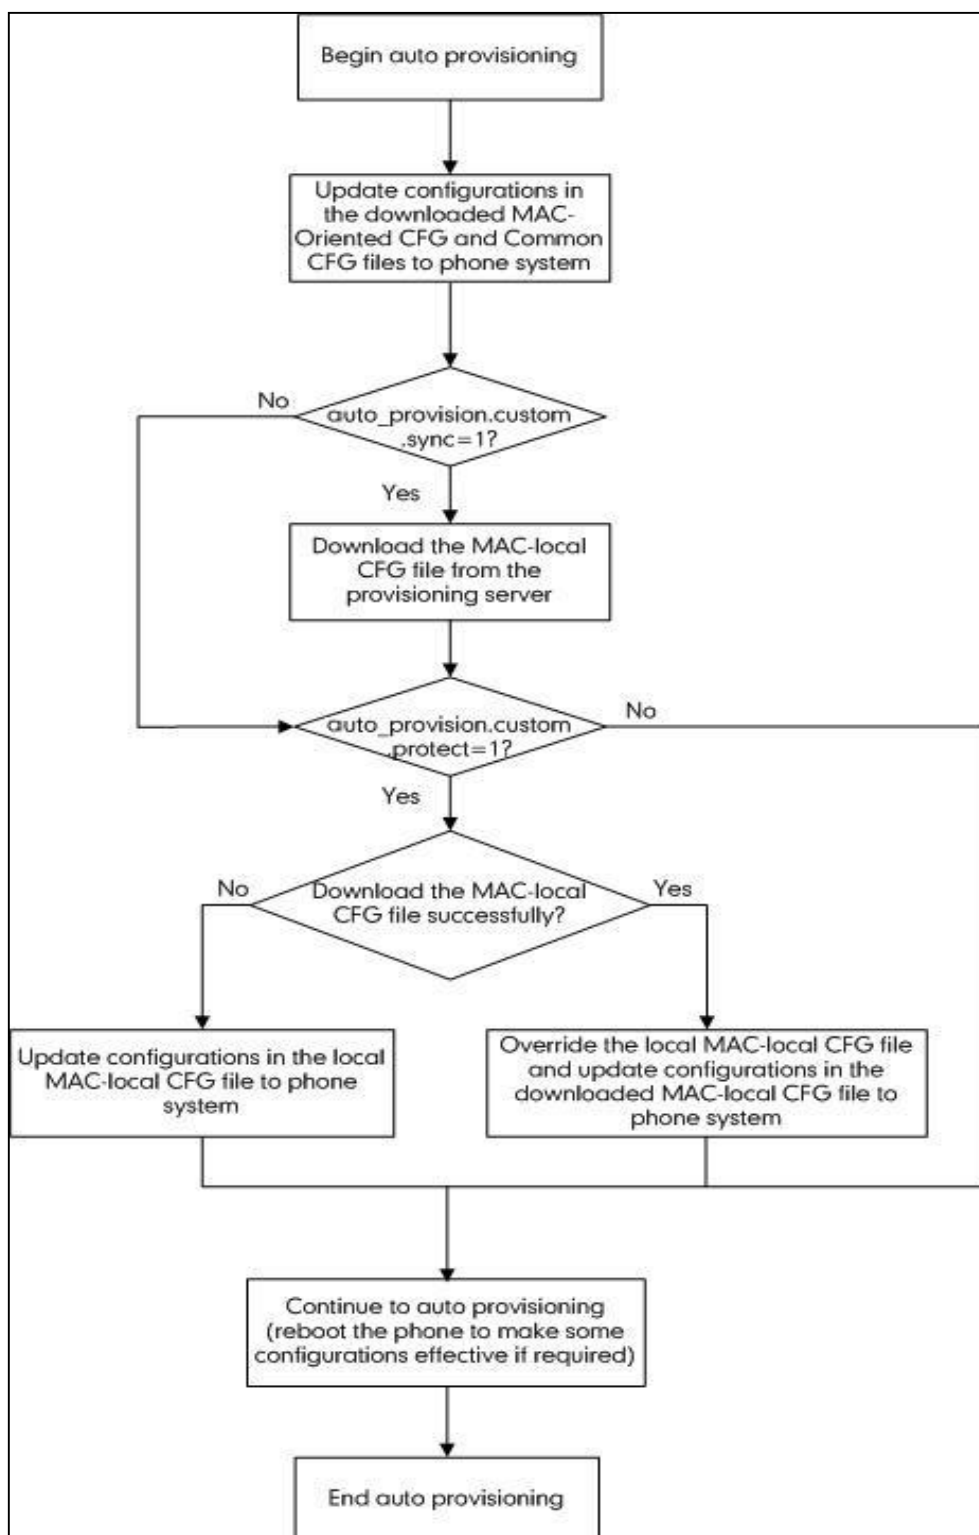 Begin auto provisioning
Update configurations in
the downloaded MAC-
Oriented CFG and Common
CFG files to phone system
No
auto_provision.custom
.sync=1?
Yes
Download the MAC-local
CFG file from the
provisioning server
auto_provision.custom
.protect=1?
No
Yes
No
Download the MAC-local
CFG file successfully?
Yes
Update configurations in the local
MAC-local CFG file to phone
system
Override the local MAC-local CFG file
and update configurations in the
downloaded MAC-local CFG file to
phone system
Continue to auto provisioning
(reboot the phone to make some
configurations effective if required)
End auto provisioning